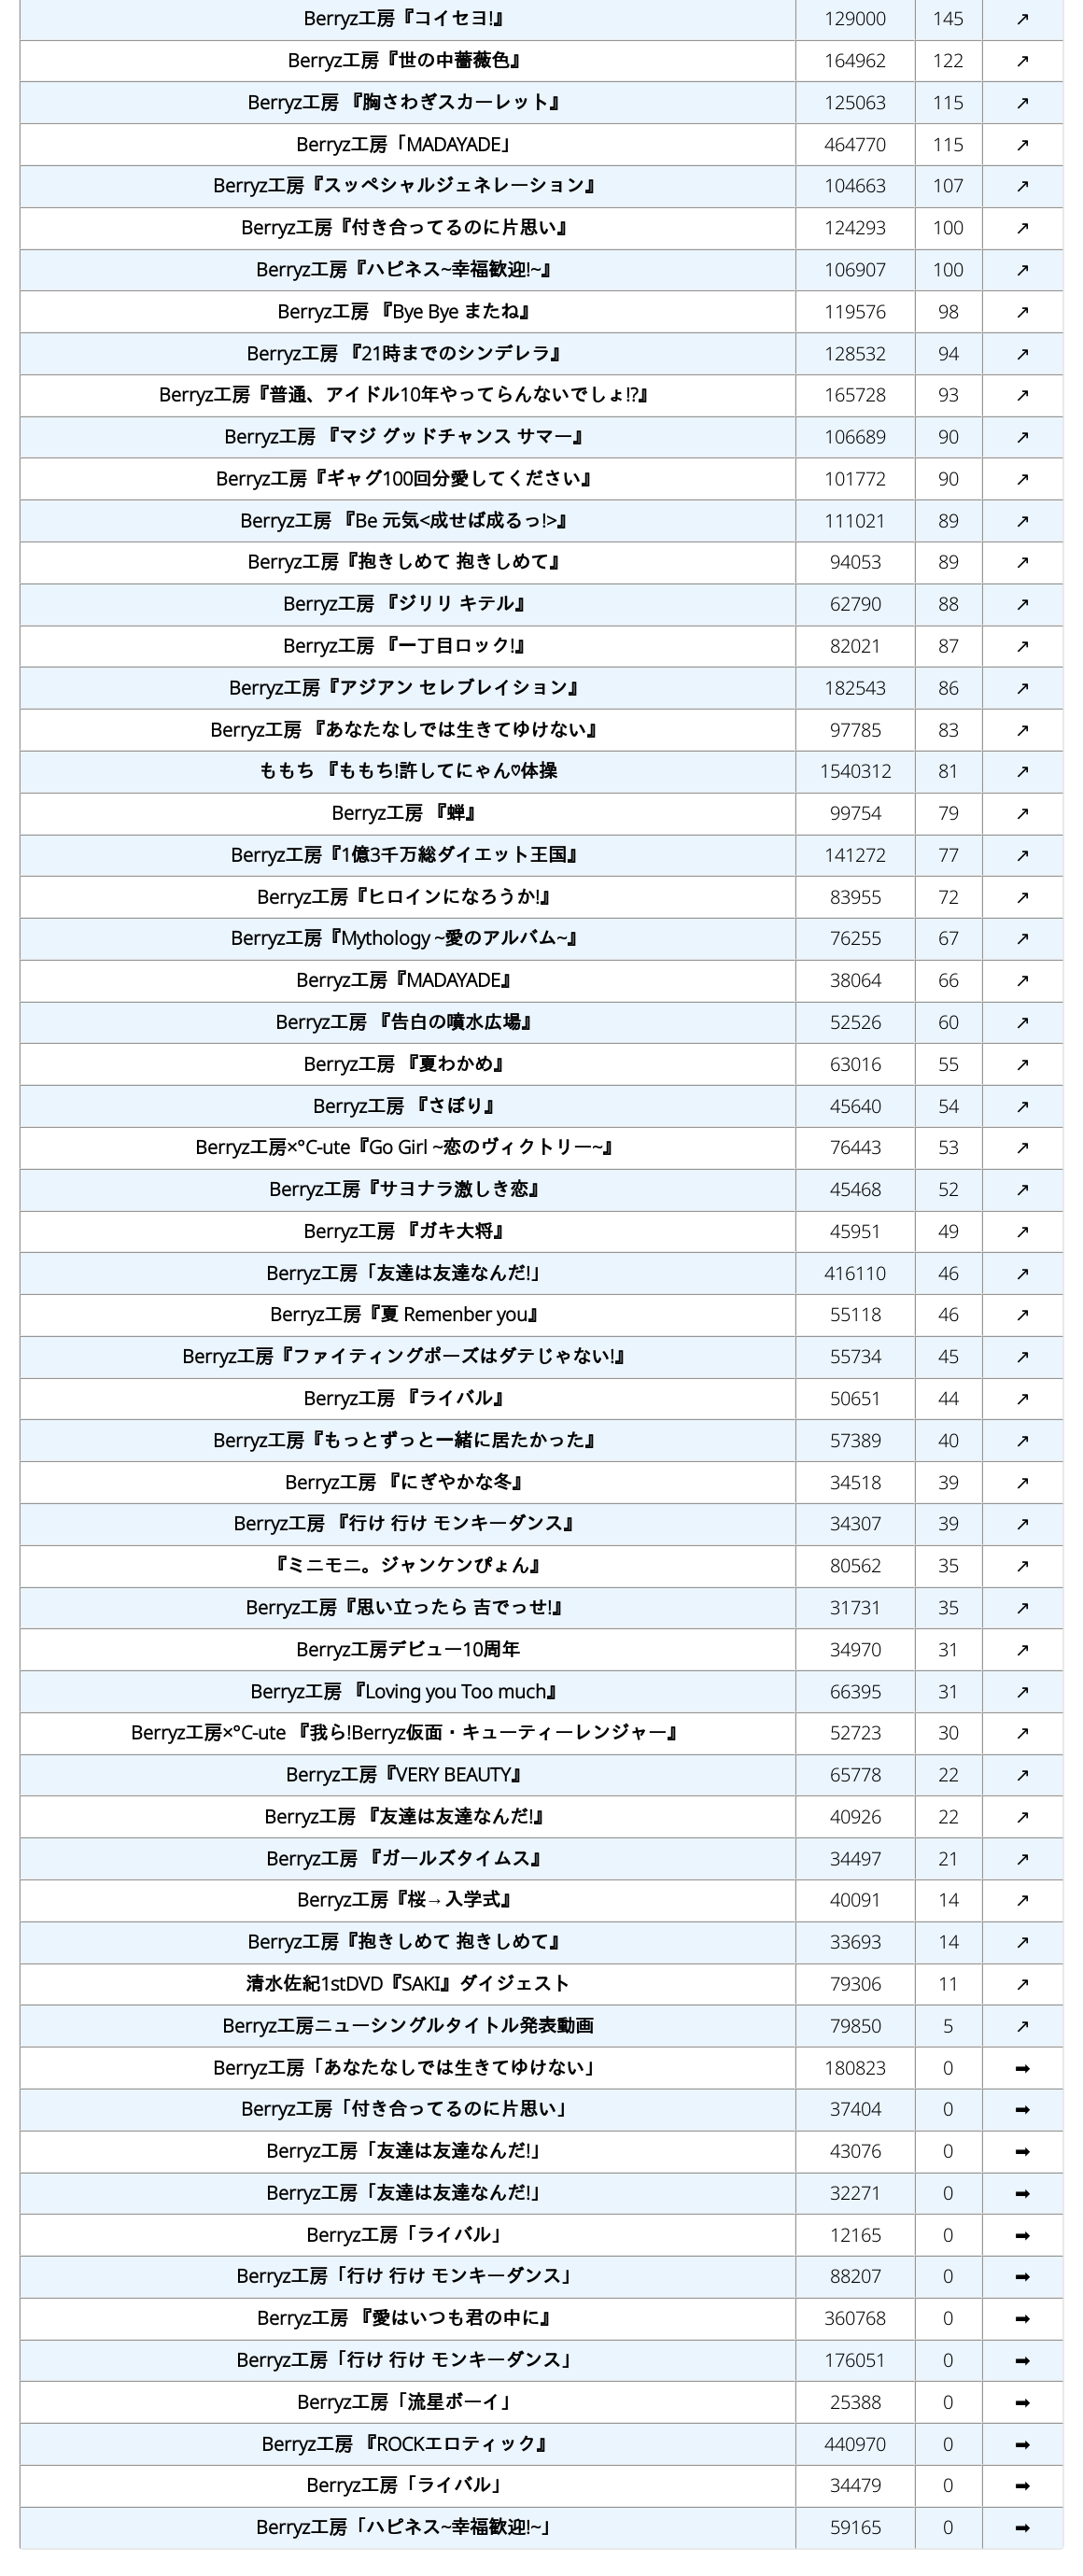 Berryz工房『コイセヨ!』 129000 145 ↗
Berryz工房『世の中薔薇色』 164962 122 ↗
Berryz工房 『胸さわぎスカーレット』 125063 115 ↗
Berryz工房「MADAYADE」 464770 115 ↗
Berryz工房『スッペシャルジェネレーション』 104663 107 ↗
Berryz工房『付き合ってるのに片思い』 124293 100 ↗
Berryz工房『ハピネス~幸福歓迎!~』 106907 100 ↗
Berryz工房 『Bye Bye またね』 119576 98 ↗
Berryz工房 『21時までのシンデレラ』 128532 94 ↗
Berryz工房『普通、アイドル10年やってらんないでしょ!?』 165728 93 ↗
Berryz工房 『マジ グッドチャンス サマー』 106689 90 ↗
Berryz工房『ギャグ100回分愛してください』 101772 90 ↗
Berryz工房 『Be 元気<成せば成るっ!>』 111021 89 ↗
Berryz工房『抱きしめて 抱きしめて』 94053 89 ↗
Berryz工房 『ジリリ キテル』 62790 88 ↗
Berryz工房 『一丁目ロック!』 82021 87 ↗
Berryz工房『アジアン セレブレイション』 182543 86 ↗
Berryz工房 『あなたなしでは生きてゆけない』 97785 83 ↗
ももち 『ももち!許してにゃん♡体操 1540312 81 ↗
Berryz工房 『蝉』 99754 79 ↗
Berryz工房『1億3千万総ダイエット王国』 141272 77 ↗
Berryz工房『ヒロインになろうか!』 83955 72 ↗
Berryz工房『Mythology ~愛のアルバム~』 76255 67 ↗
Berryz工房『MADAYADE』 38064 66 ↗
Berryz工房 『告白の噴水広場』 52526 60 ↗
Berryz工房 『夏わかめ』 63016 55 ↗
Berryz工房 『さぼり』 45640 54 ↗
Berryz工房×°C-ute『Go Girl ~恋のヴィクトリー~』 76443 53 ↗
Berryz工房『サヨナラ激しき恋』 45468 52 ↗
Berryz工房 『ガキ大将』 45951 49 ↗
Berryz工房「友達は友達なんだ!」 416110 46 ↗
Berryz工房『夏 Remenber you』 55118 46 ↗
Berryz工房『ファイティングポーズはダテじゃない!』 55734 45 ↗
Berryz工房 『ライバル』 50651 44 ↗
Berryz工房『もっとずっと一緒に居たかった』 57389 40 ↗
Berryz工房 『にぎやかな冬』 34518 39 ↗
Berryz工房 『行け 行け モンキーダンス』 34307 39 ↗
『ミニモニ。ジャンケンぴょん』 80562 35 ↗
Berryz工房『思い立ったら 吉でっせ!』 31731 35 ↗
Berryz工房デビュー10周年 34970 31 ↗
Berryz工房 『Loving you Too much』 66395 31 ↗
Berryz工房×°C-ute 『我ら!Berryz仮面・キューティーレンジャー』 52723 30 ↗
Berryz工房『VERY BEAUTY』 65778 22 ↗
Berryz工房 『友達は友達なんだ!』 40926 22 ↗
Berryz工房 『ガールズタイムス』 34497 21 ↗
Berryz工房『桜→入学式』 40091 14 ↗
Berryz工房『抱きしめて 抱きしめて』 33693 14 ↗
清水佐紀1stDVD『SAKI』ダイジェスト 79306 11 ↗
Berryz工房ニューシングルタイトル発表動画 79850 5 ↗
Berryz工房「あなたなしでは生きてゆけない」 180823 0 ➡
Berryz工房「付き合ってるのに片思い」 37404 0 ➡
Berryz工房「友達は友達なんだ!」 43076 0 ➡
Berryz工房「友達は友達なんだ!」 32271 0 ➡
Berryz工房「ライバル」 12165 0 ➡
Berryz工房「行け 行け モンキーダンス」 88207 0 ➡
Berryz工房 『愛はいつも君の中に』 360768 0 ➡
Berryz工房「行け 行け モンキーダンス」 176051 0 ➡
Berryz工房「流星ボーイ」 25388 0 ➡
Berryz工房 『ROCKエロティック』 440970 0 ➡
Berryz工房「ライバル」 34479 0 ➡
Berryz工房「ハピネス~幸福歓迎!~」 59165 0 ➡